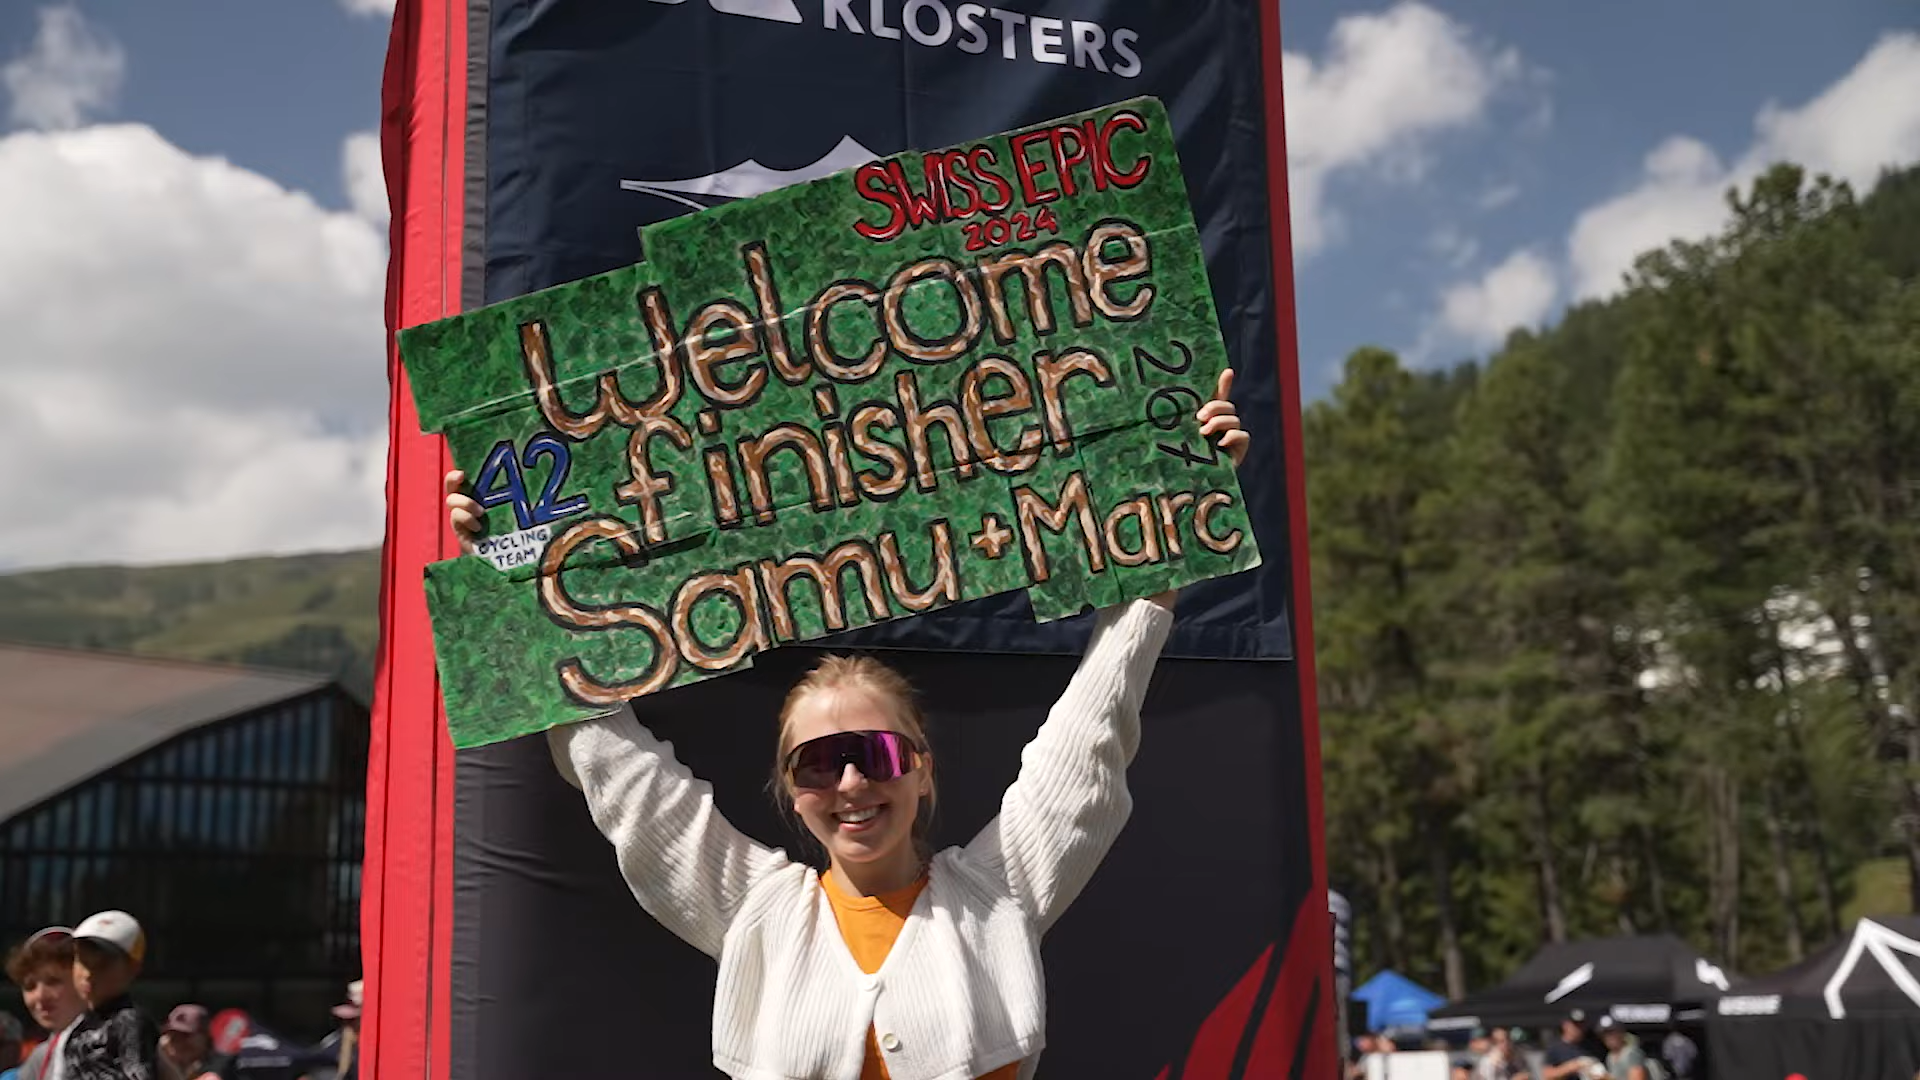 KLOSTERS
SWISS EPIC
2024
Welcome
finisher
267
42
CYCLING
TEAM
Samu + Marc